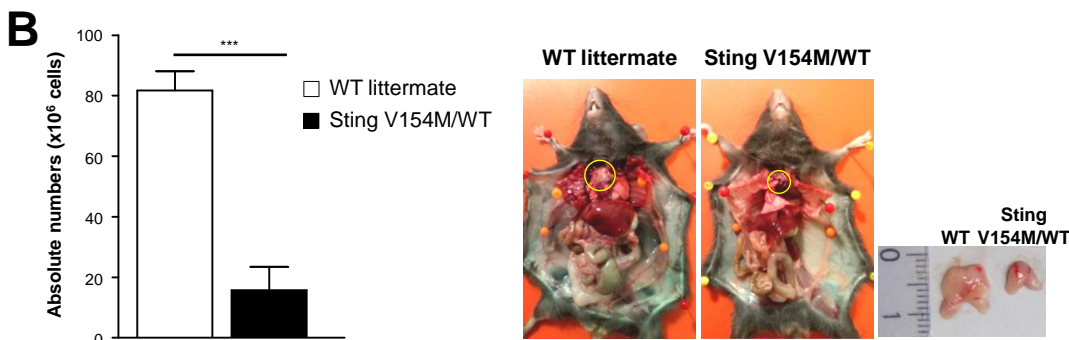 B
Absolute numbers (x10⁶ cells)
100
80
60
40
20
0
***
WT littermate
Sting V154M/WT
WT littermate
Sting V154M/WT
Sting
WT V154M/WT
0
1